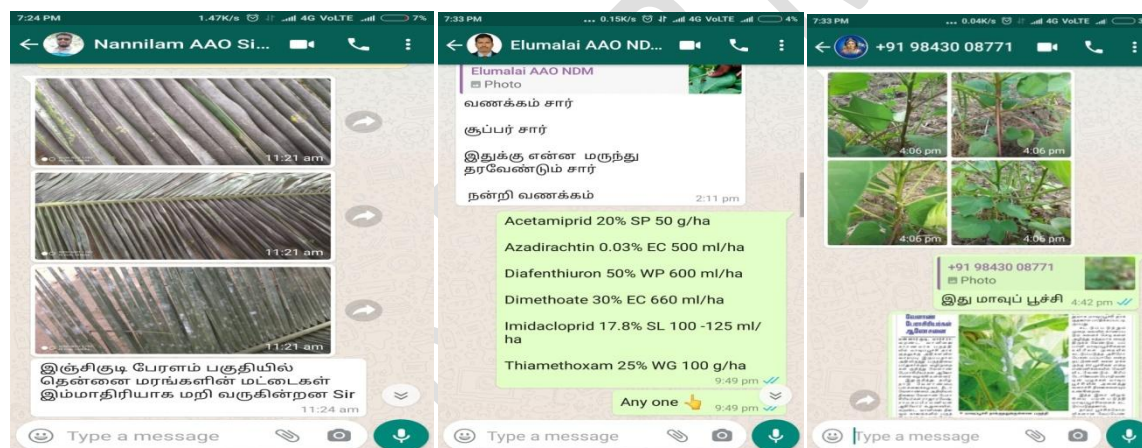 7:24 PM
1.47K/s 4G VoLTE 7%
Nannilam AAO Si...
11:21 am
11:21 am
11:21 am
இஞ்சிகுடி பேரளம் பகுதியில்
தென்னை மரங்களின் மட்டைகள்
இம்மாதிரியாக மறி வருகின்றன Sir
11:24 am
Type a message
7:33 PM
... 0.15K/s 4G VoLTE 4%
Elumalai AAO ND...
Elumalai AAO NDM
Photo
வணக்கம் சார்
சூப்பர் சார்
இதுக்கு என்ன மருந்து
தரவேண்டும் சார்
நன்றி வணக்கம்
2:11 pm
Acetamiprid 20% SP 50 g/ha
Azadirachtin 0.03% EC 500 ml/ha
Diafenthiuron 50% WP 600 ml/ha
Dimethoate 30% EC 660 ml/ha
Imidacloprid 17.8% SL 100 -125 ml/
ha
Thiamethoxam 25% WG 100 g/ha
9:49 pm
Any one 👆 9:49 pm
Type a message
7:33 PM
... 0.04K/s 4G VoLTE
+91 98430 08771
4:06 pm 4:06 pm
4:06 pm 4:06 pm
+91 98430 08771
Photo
இது மாவுப் பூச்சி 4:42 pm
Type a message